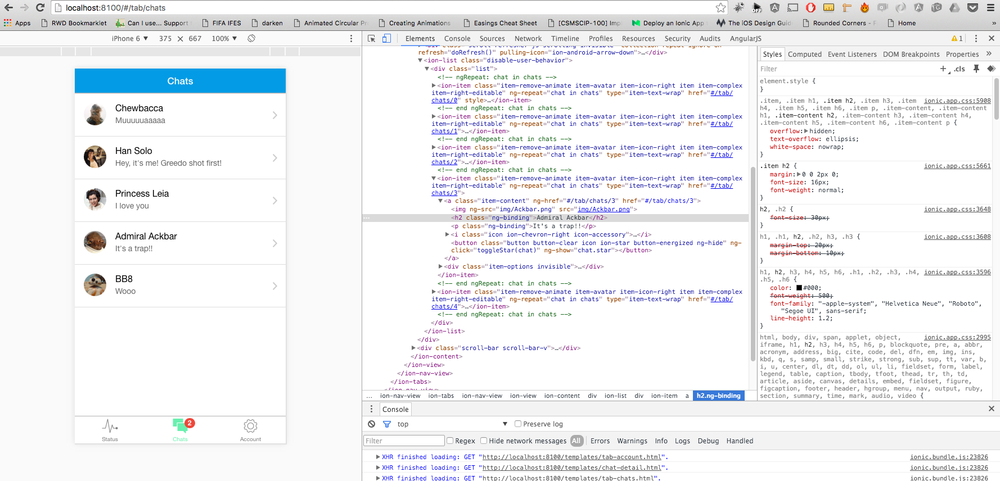 localhost:8100/#/tab/chats
Apps RWD Bookmarklet Can I use... Support FIFA IFES darken Animated Circular Pr Creating Animations Easings Cheat Sheet [CSMSCIP-100] Imp Deploy an Ionic App The iOS Design Guid Rounded Corners - F Home »
iPhone 6 ▼ 375 × 667 100% ▼
Chats
Chewbacca
Muuuuuaaaaa
Han Solo
Hey, it's me! Greedo shot first!
Princess Leia
I love you
Admiral Ackbar
It's a trap!!
BB8
Wooo
2
Status Chats Account
Elements Console Sources Network Timeline Profiles Resources Security Audits AngularJS 1
refresh="doRefresh()" pulling-icon="ion-android-arrow-down">…</div>
▼<ion-list class="disable-user-behavior">
▼<div class="list">
<!-- ngRepeat: chat in chats -->
▶<ion-item class="item-remove-animate item-avatar item-icon-right item item-complex
item-right-editable" ng-repeat="chat in chats" type="item-text-wrap" href="#/tab/
chats/0" style>…</ion-item>
<!-- end ngRepeat: chat in chats -->
▶<ion-item class="item-remove-animate item-avatar item-icon-right item item-complex
item-right-editable" ng-repeat="chat in chats" type="item-text-wrap" href="#/tab/
chats/1">…</ion-item>
<!-- end ngRepeat: chat in chats -->
▶<ion-item class="item-remove-animate item-avatar item-icon-right item item-complex
item-right-editable" ng-repeat="chat in chats" type="item-text-wrap" href="#/tab/
chats/2">…</ion-item>
<!-- end ngRepeat: chat in chats -->
▼<ion-item class="item-remove-animate item-avatar item-icon-right item item-complex
item-right-editable" ng-repeat="chat in chats" type="item-text-wrap" href="#/tab/
chats/3">
▼<a class="item-content" ng-href="#/tab/chats/3" href="#/tab/chats/3">
<img ng-src="img/Ackbar.png" src="img/Ackbar.png">
<h2 class="ng-binding">Admiral Ackbar</h2>
<p class="ng-binding">It's a trap!!</p>
▶<i class="icon ion-chevron-right icon-accessory">…</i>
<button class="button button-clear icon ion-star button-energized ng-hide" ng-
click="toggleStar(chat)" ng-show="chat.star"></button>
</a>
▶<div class="item-options invisible">…</div>
</ion-item>
<!-- end ngRepeat: chat in chats -->
▶<ion-item class="item-remove-animate item-avatar item-icon-right item item-complex
item-right-editable" ng-repeat="chat in chats" type="item-text-wrap" href="#/tab/
chats/4">…</ion-item>
<!-- end ngRepeat: chat in chats -->
</div>
</ion-list>
</div>
▶<div class="scroll-bar scroll-bar-v">…</div>
</ion-content>
</ion-view>
</ion-nav-view>
</ion-tabs>
</ion-nav-view>
... ion-nav-view ion-tabs ion-nav-view ion-view ion-content div ion-list div ion-item a h2.ng-binding
Styles Computed Event Listeners DOM Breakpoints Properties »
Filter + .cls
element.style {
}
.item, .item h1, .item h2, .item h3, .item ionic.app.css:5908
h4, .item h5, .item h6, .item p, .item-content, .item-content
h1, .item-content h2, .item-content h3, .item-content h4,
.item-content h5, .item-content h6, .item-content p {
overflow:▶hidden;
text-overflow: ellipsis;
white-space: nowrap;
}
.item h2 { ionic.app.css:5661
margin:▶0 0 2px 0;
font-size: 16px;
font-weight: normal;
}
h2, .h2 { ionic.app.css:3648
font-size: 30px;
}
h1, .h1, h2, .h2, h3, .h3 { ionic.app.css:3608
margin-top: 20px;
margin-bottom: 10px;
}
h1, h2, h3, h4, h5, h6, .h1, .h2, .h3, .h4, ionic.app.css:3596
.h5, .h6 {
color: #000;
font-weight: 500;
font-family: "-apple-system", "Helvetica Neue", "Roboto",
"Segoe UI", sans-serif;
line-height: 1.2;
}
html, body, div, span, applet, object, ionic.app.css:2995
iframe, h1, h2, h3, h4, h5, h6, p, blockquote, pre, a, abbr,
acronym, address, big, cite, code, del, dfn, em, img, ins,
kbd, q, s, samp, small, strike, strong, sub, sup, tt, var, b,
i, u, center, dl, dt, dd, ol, ul, li, fieldset, form, label,
legend, table, caption, tbody, tfoot, thead, tr, th, td,
article, aside, canvas, details, embed, fieldset, figure,
figcaption, footer, header, hgroup, menu, nav, output, ruby,
section, summary, time, mark, audio, video {
Console
top ▼ Preserve log
Filter Regex Hide network messages All Errors Warnings Info Logs Debug Handled
▶XHR finished loading: GET "http://localhost:8100/templates/tab-account.html". ionic.bundle.js:23826
▶XHR finished loading: GET "http://localhost:8100/templates/chat-detail.html". ionic.bundle.js:23826
▶XHR finished loading: GET "http://localhost:8100/templates/tab-chats.html". ionic.bundle.js:23826